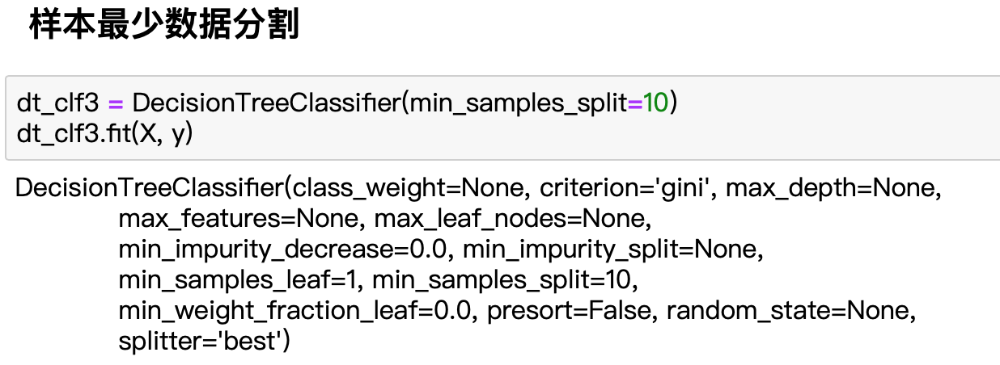 样本最少数据分割
dt_clf3 = DecisionTreeClassifier(min_samples_split=10)
dt_clf3.fit(X, y)
DecisionTreeClassifier(class_weight=None, criterion='gini', max_depth=None,
max_features=None, max_leaf_nodes=None,
min_impurity_decrease=0.0, min_impurity_split=None,
min_samples_leaf=1, min_samples_split=10,
min_weight_fraction_leaf=0.0, presort=False, random_state=None,
splitter='best')